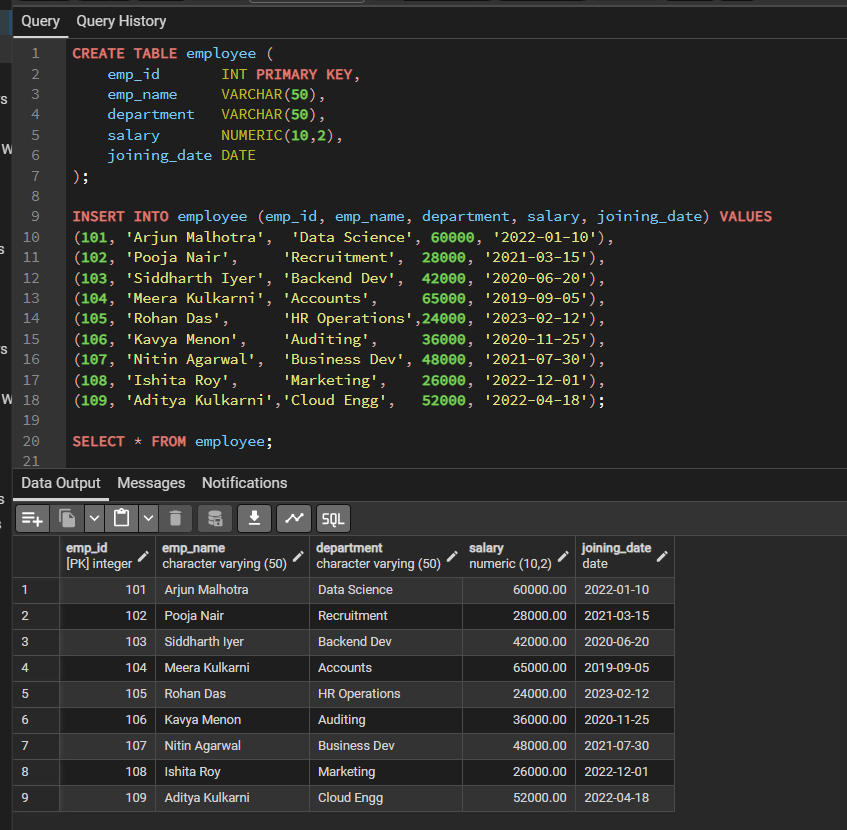 Query Query History
1 CREATE TABLE employee (
2 emp_id INT PRIMARY KEY,
3 emp_name VARCHAR(50),
4 department VARCHAR(50),
5 salary NUMERIC(10,2),
6 joining_date DATE
7 );
8
9 INSERT INTO employee (emp_id, emp_name, department, salary, joining_date) VALUES
10 (101, 'Arjun Malhotra', 'Data Science', 60000, '2022-01-10'),
11 (102, 'Pooja Nair', 'Recruitment', 28000, '2021-03-15'),
12 (103, 'Siddharth Iyer', 'Backend Dev', 42000, '2020-06-20'),
13 (104, 'Meera Kulkarni', 'Accounts', 65000, '2019-09-05'),
14 (105, 'Rohan Das', 'HR Operations',24000, '2023-02-12'),
15 (106, 'Kavya Menon', 'Auditing', 36000, '2020-11-25'),
16 (107, 'Nitin Agarwal', 'Business Dev', 48000, '2021-07-30'),
17 (108, 'Ishita Roy', 'Marketing', 26000, '2022-12-01'),
18 (109, 'Aditya Kulkarni','Cloud Engg', 52000, '2022-04-18');
19
20 SELECT * FROM employee;
21
Data Output Messages Notifications
SQL
emp_id emp_name department salary joining_date
[PK] integer character varying (50) character varying (50) numeric (10,2) date
1 101 Arjun Malhotra Data Science 60000.00 2022-01-10
2 102 Pooja Nair Recruitment 28000.00 2021-03-15
3 103 Siddharth Iyer Backend Dev 42000.00 2020-06-20
4 104 Meera Kulkarni Accounts 65000.00 2019-09-05
5 105 Rohan Das HR Operations 24000.00 2023-02-12
6 106 Kavya Menon Auditing 36000.00 2020-11-25
7 107 Nitin Agarwal Business Dev 48000.00 2021-07-30
8 108 Ishita Roy Marketing 26000.00 2022-12-01
9 109 Aditya Kulkarni Cloud Engg 52000.00 2022-04-18